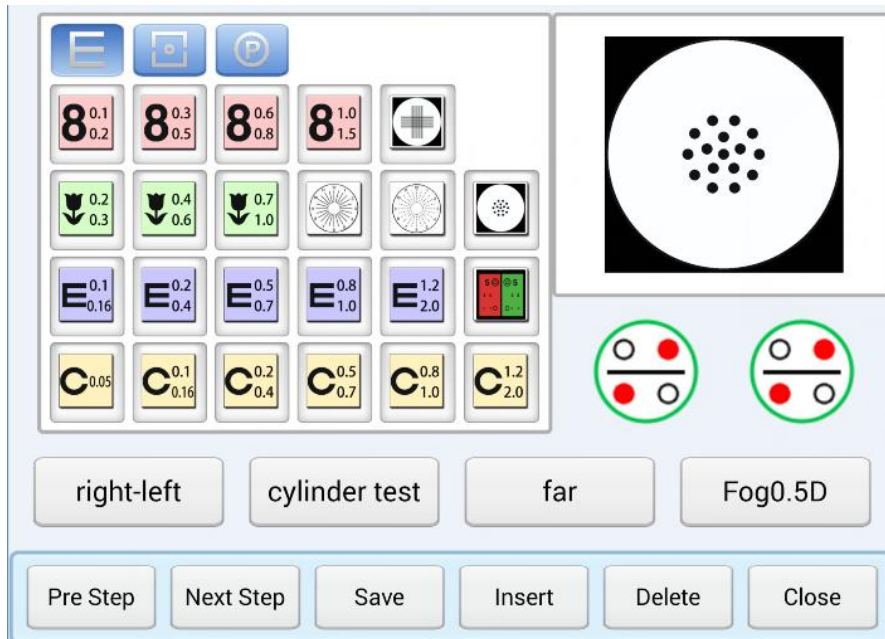 E P
8 0.1 0.2 8 0.3 0.5 8 0.6 0.8 8 1.0 1.5
0.2 0.3 0.4 0.6 0.7 1.0
E 0.1 0.16 E 0.2 0.4 E 0.5 0.7 E 0.8 1.0 E 1.2 2.0
C 0.05 C 0.1 0.16 C 0.2 0.4 C 0.5 0.7 C 0.8 1.0 C 1.2 2.0
right-left cylinder test far Fog0.5D
Pre Step Next Step Save Insert Delete Close